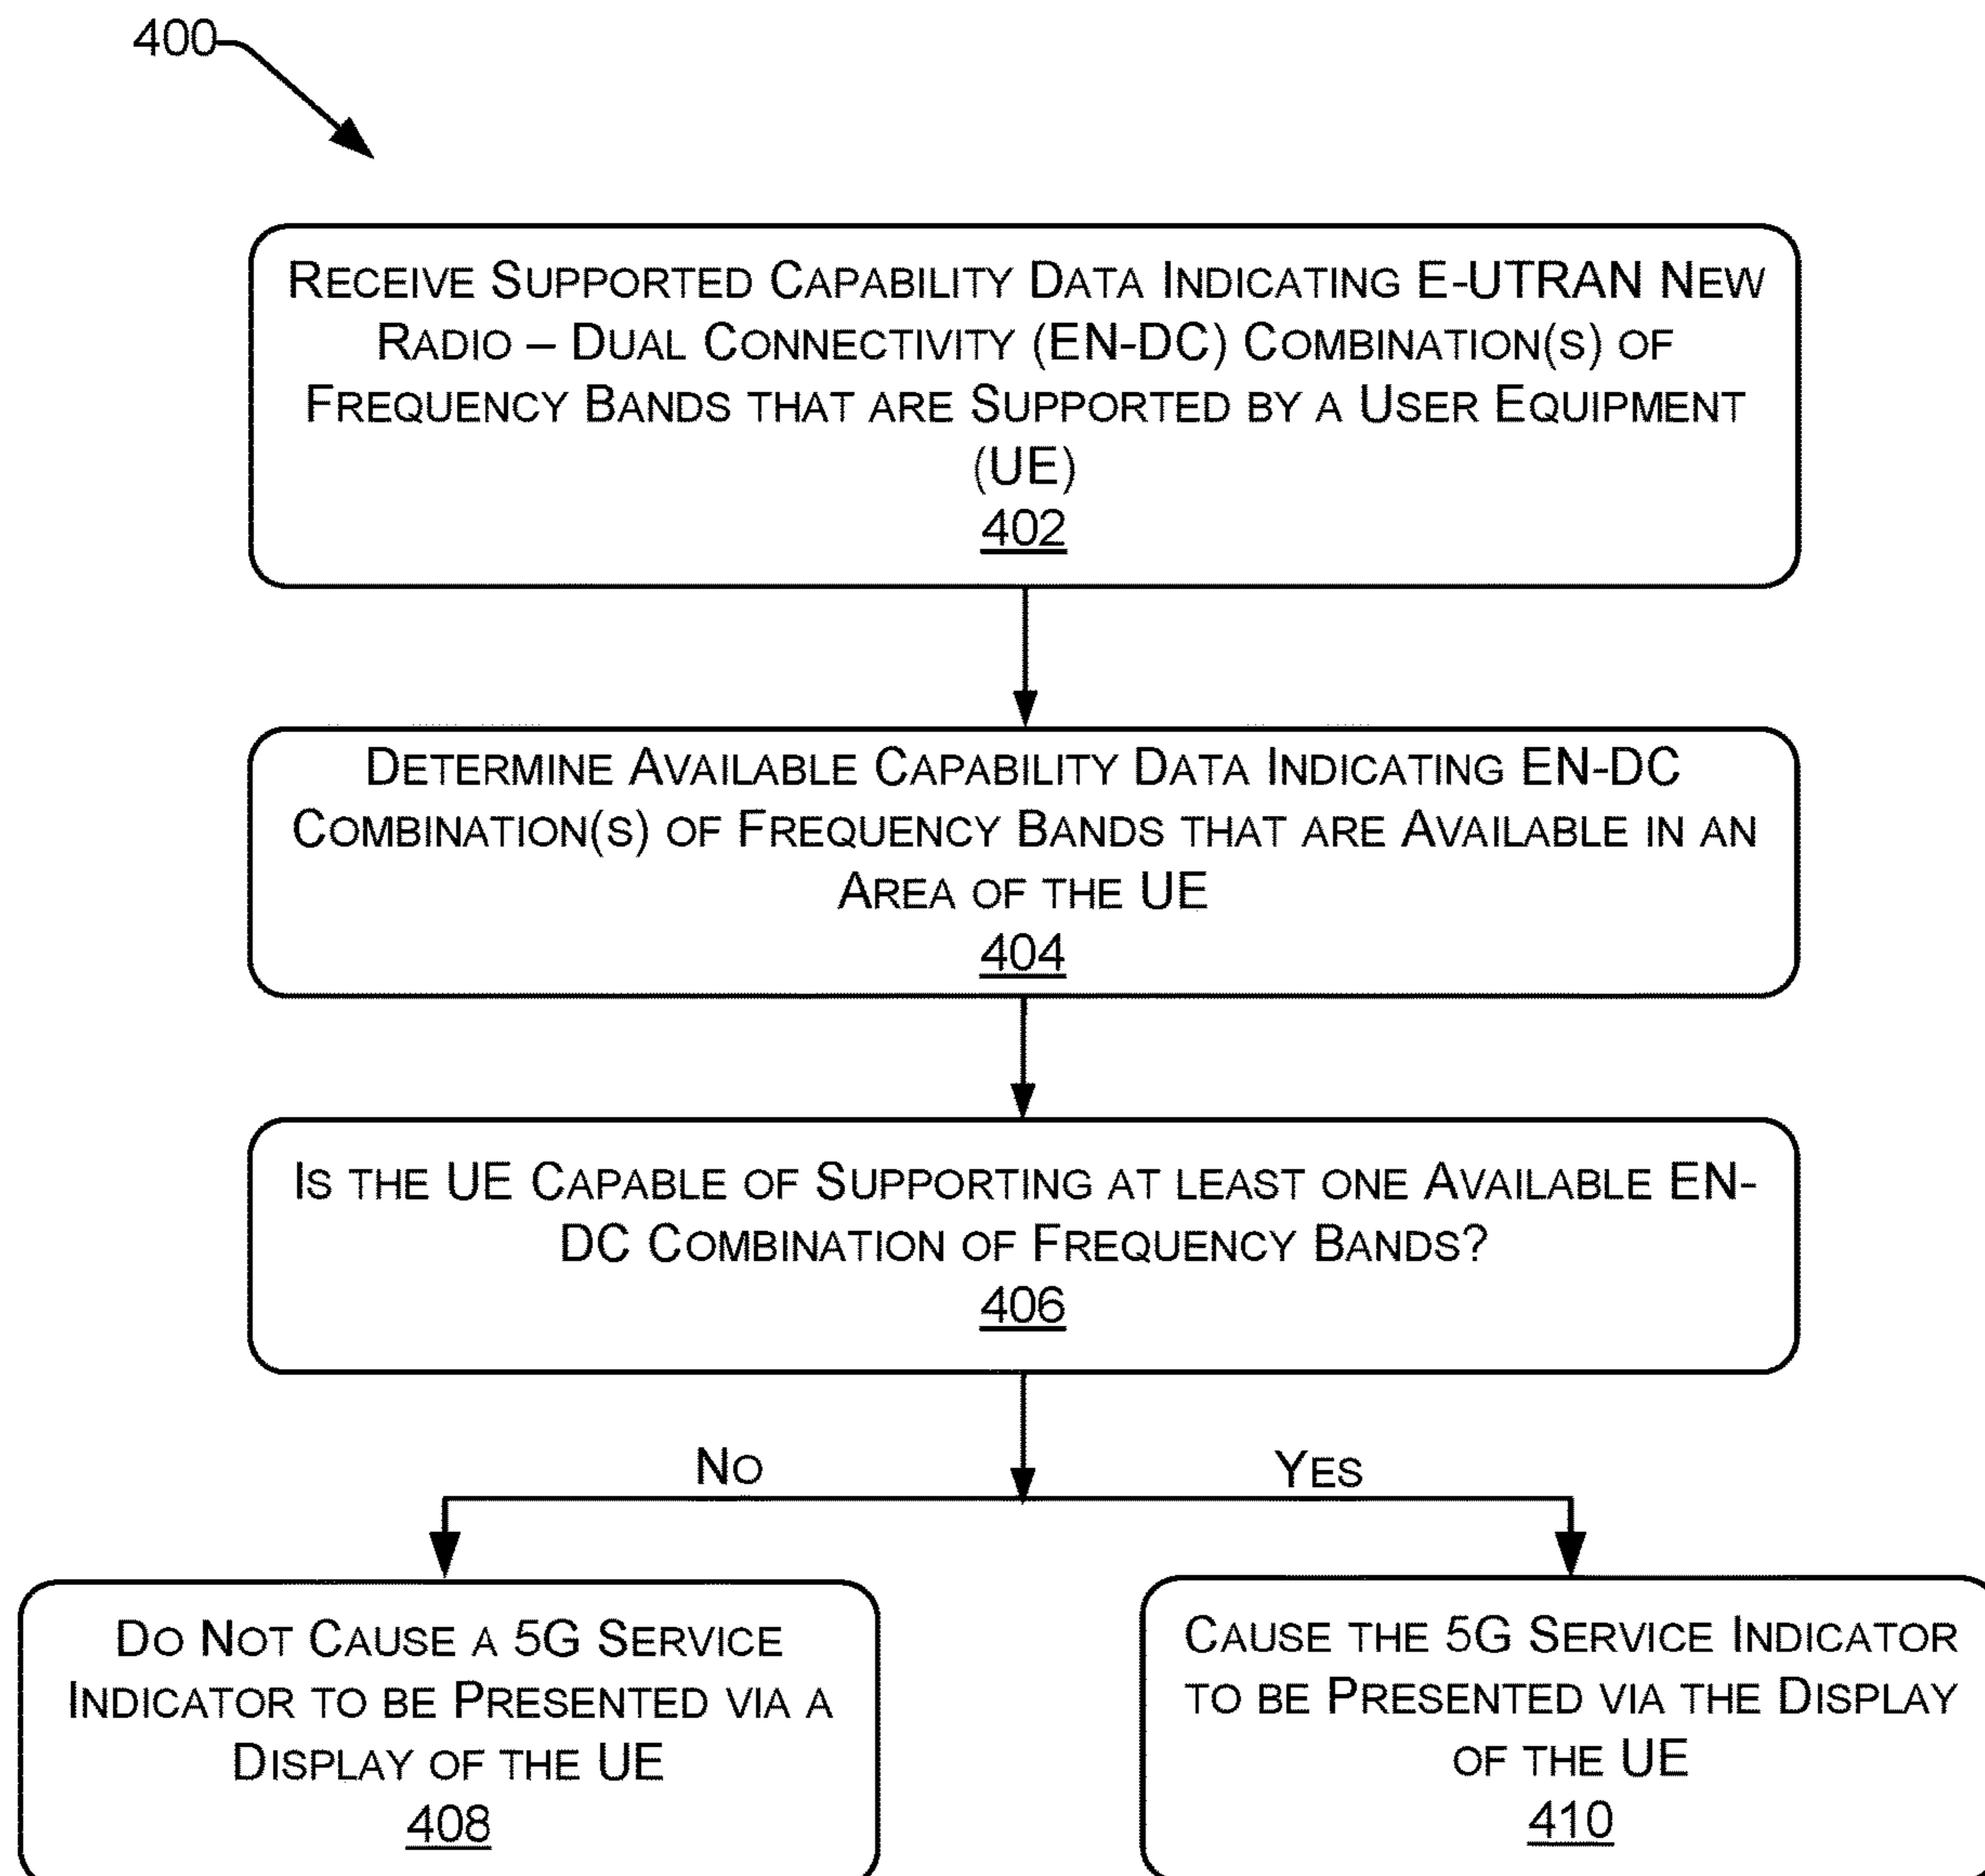 400
RECEIVE SUPPORTED CAPABILITY DATA INDICATING E-UTRAN NEW
RADIO – DUAL CONNECTIVITY (EN-DC) COMBINATION(S) OF
FREQUENCY BANDS THAT ARE SUPPORTED BY A USER EQUIPMENT
(UE)
402
DETERMINE AVAILABLE CAPABILITY DATA INDICATING EN-DC
COMBINATION(S) OF FREQUENCY BANDS THAT ARE AVAILABLE IN AN
AREA OF THE UE
404
IS THE UE CAPABLE OF SUPPORTING AT LEAST ONE AVAILABLE EN-
DC COMBINATION OF FREQUENCY BANDS?
406
NO
YES
DO NOT CAUSE A 5G SERVICE
INDICATOR TO BE PRESENTED VIA A
DISPLAY OF THE UE
408
CAUSE THE 5G SERVICE INDICATOR
TO BE PRESENTED VIA THE DISPLAY
OF THE UE
410